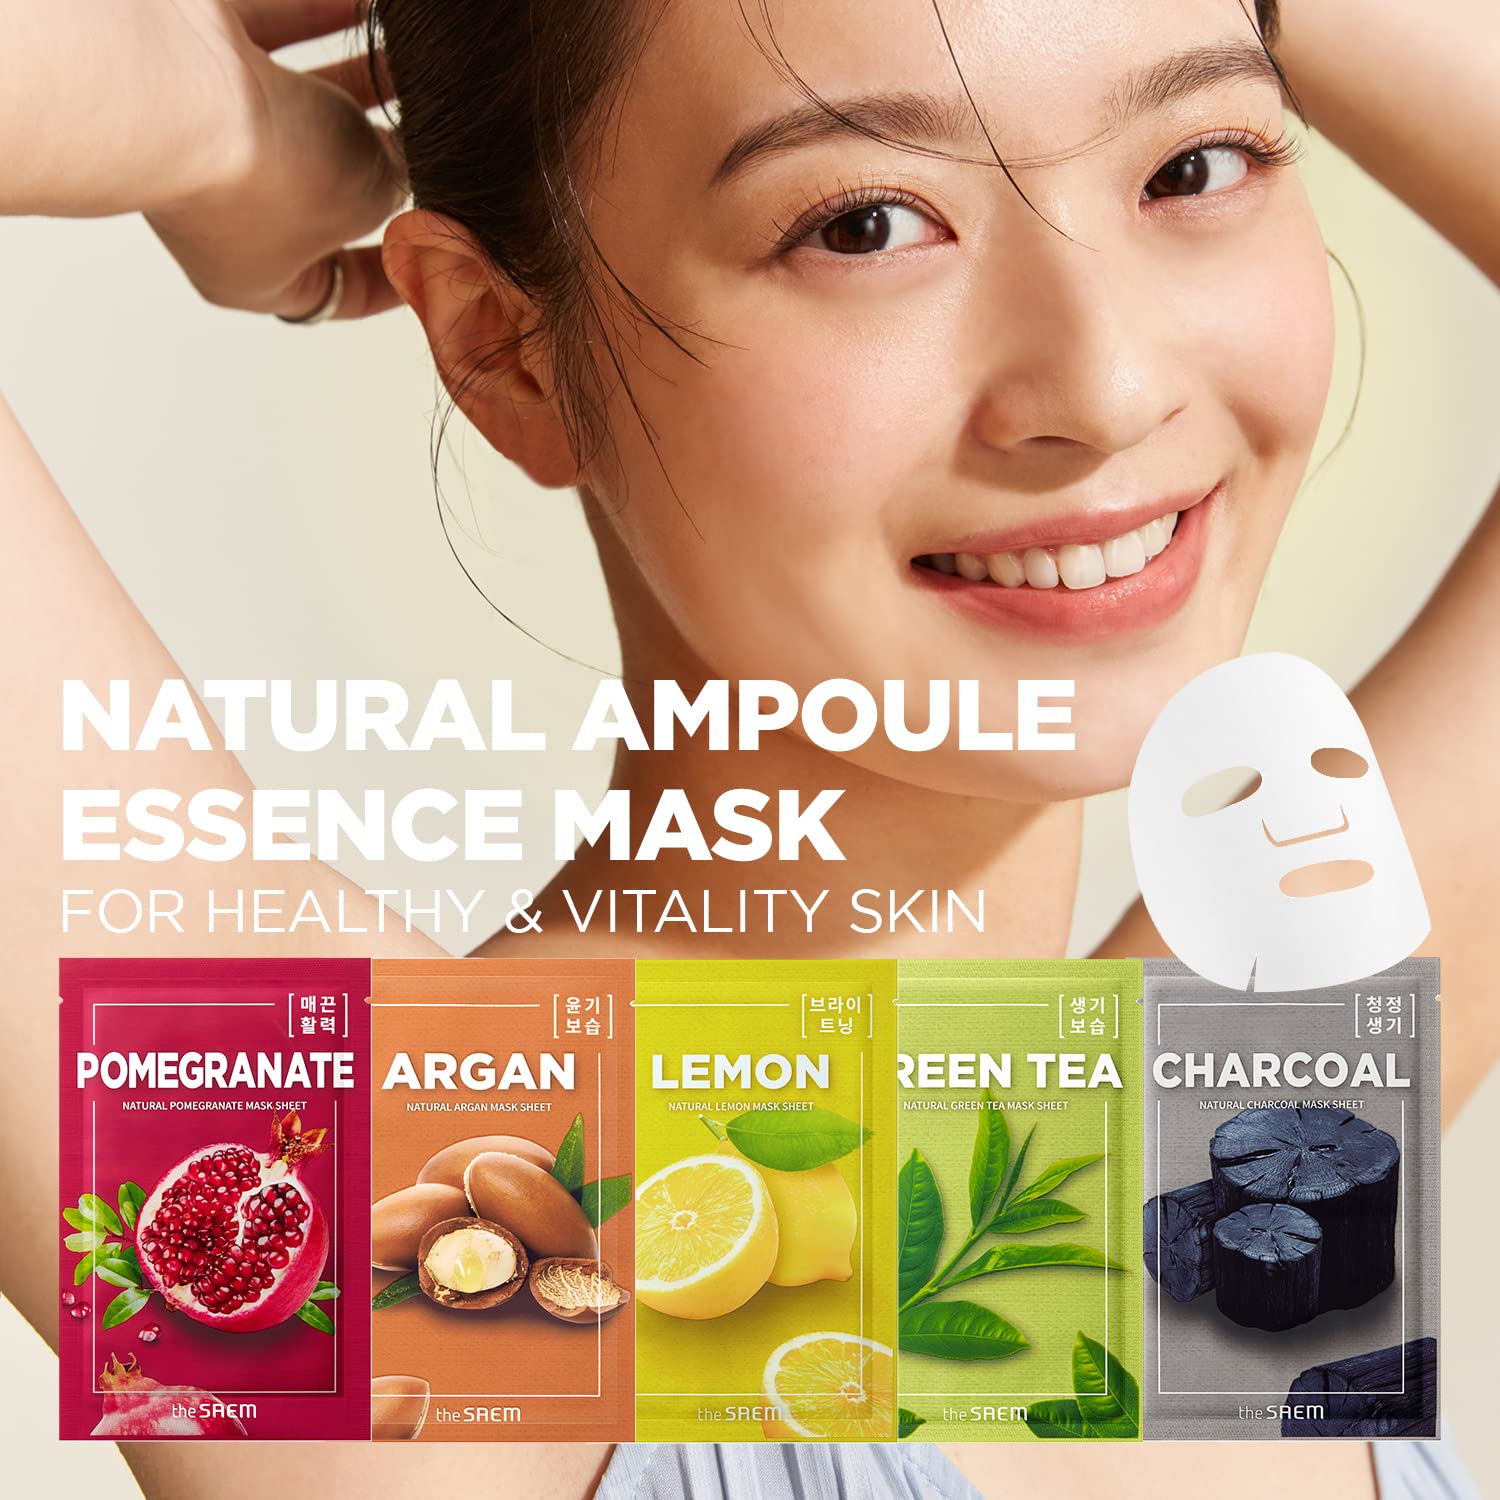 NATURAL AMPOULE
ESSENCE MASK
FOR HEALTHY & VITALITY SKIN
매끈
활력
POMEGRANATE
NATURAL POMEGRANATE MASK SHEET
the SAEM
윤기
보습
ARGAN
NATURAL ARGAN MASK SHEET
the SAEM
브라이
트닝
LEMON
NATURAL LEMON MASK SHEET
the SAEM
생기
보습
REEN TEA
NATURAL GREEN TEA MASK SHEET
the SAEM
청정
생기
CHARCOAL
NATURAL CHARCOAL MASK SHEET
the SAEM